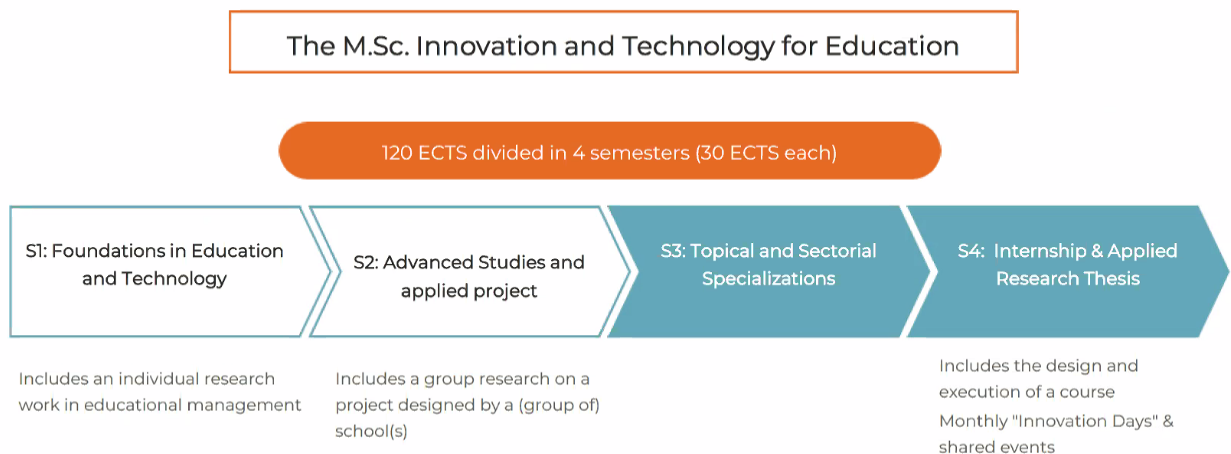 The M.Sc. Innovation and Technology for Education
120 ECTS divided in 4 semesters (30 ECTS each)
S1: Foundations in Education
and Technology
S2: Advanced Studies and
applied project
S3: Topical and Sectorial
Specializations
S4: Internship & Applied
Research Thesis
Includes an individual research
work in educational management
Includes a group research on a
project designed by a (group of)
school(s)
Includes the design and
execution of a course
Monthly "Innovation Days" &
shared events